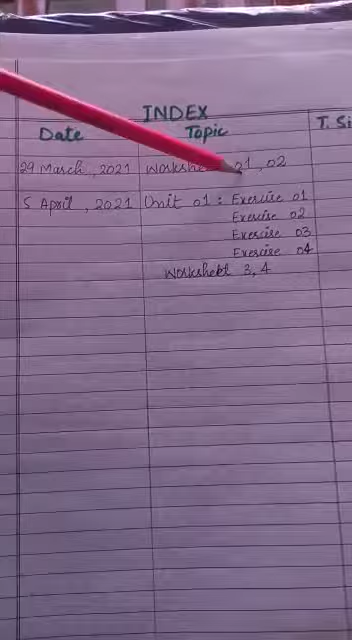 INDEX
Date Topic T. Si
29 March, 2021 Workshe 01, 02
5 April, 2021 Unit 01 : Exercise 01
Exercise 02
Exercise 03
Exercise 04
Worksheet 3, 4